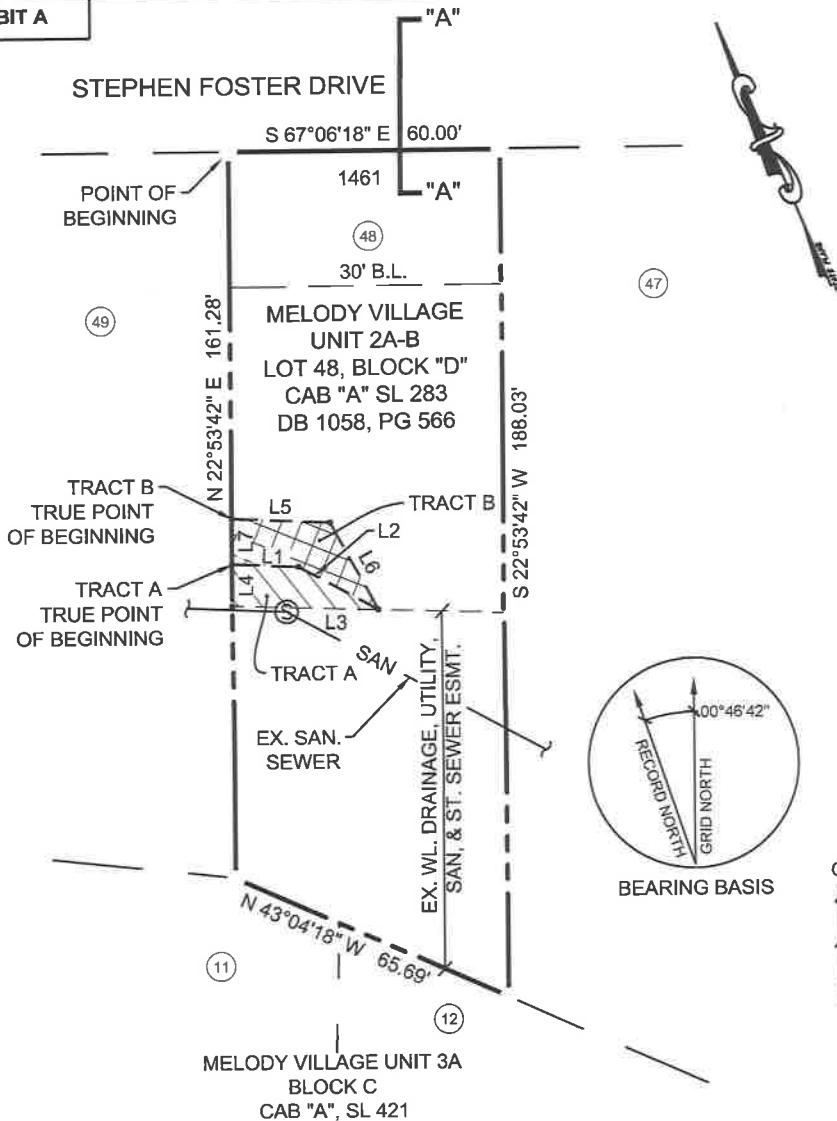 BIT A
"A"
STEPHEN FOSTER DRIVE
S 67°06'18" E 60.00'
POINT OF
BEGINNING
1461
"A"
48
30' B.L.
47
49
MELODY VILLAGE
UNIT 2A-B
LOT 48, BLOCK "D"
CAB "A" SL 283
DB 1058, PG 566
N 22°53'42" E 161.28'
S 22°53'42" W 188.03'
TRACT B
TRUE POINT
OF BEGINNING
L5
TRACT B
L2
L7
L1
L6
TRACT A
TRUE POINT
OF BEGINNING
L4
L3
S
TRACT A
SAN
EX. SAN.
SEWER
EX. WL. DRAINAGE, UTILITY,
SAN, & ST. SEWER ESMT.
00°46'42"
RECORD NORTH
GRID NORTH
BEARING BASIS
N 43°04'18" W 65.69'
11
12
MELODY VILLAGE UNIT 3A
BLOCK C
CAB "A", SL 421